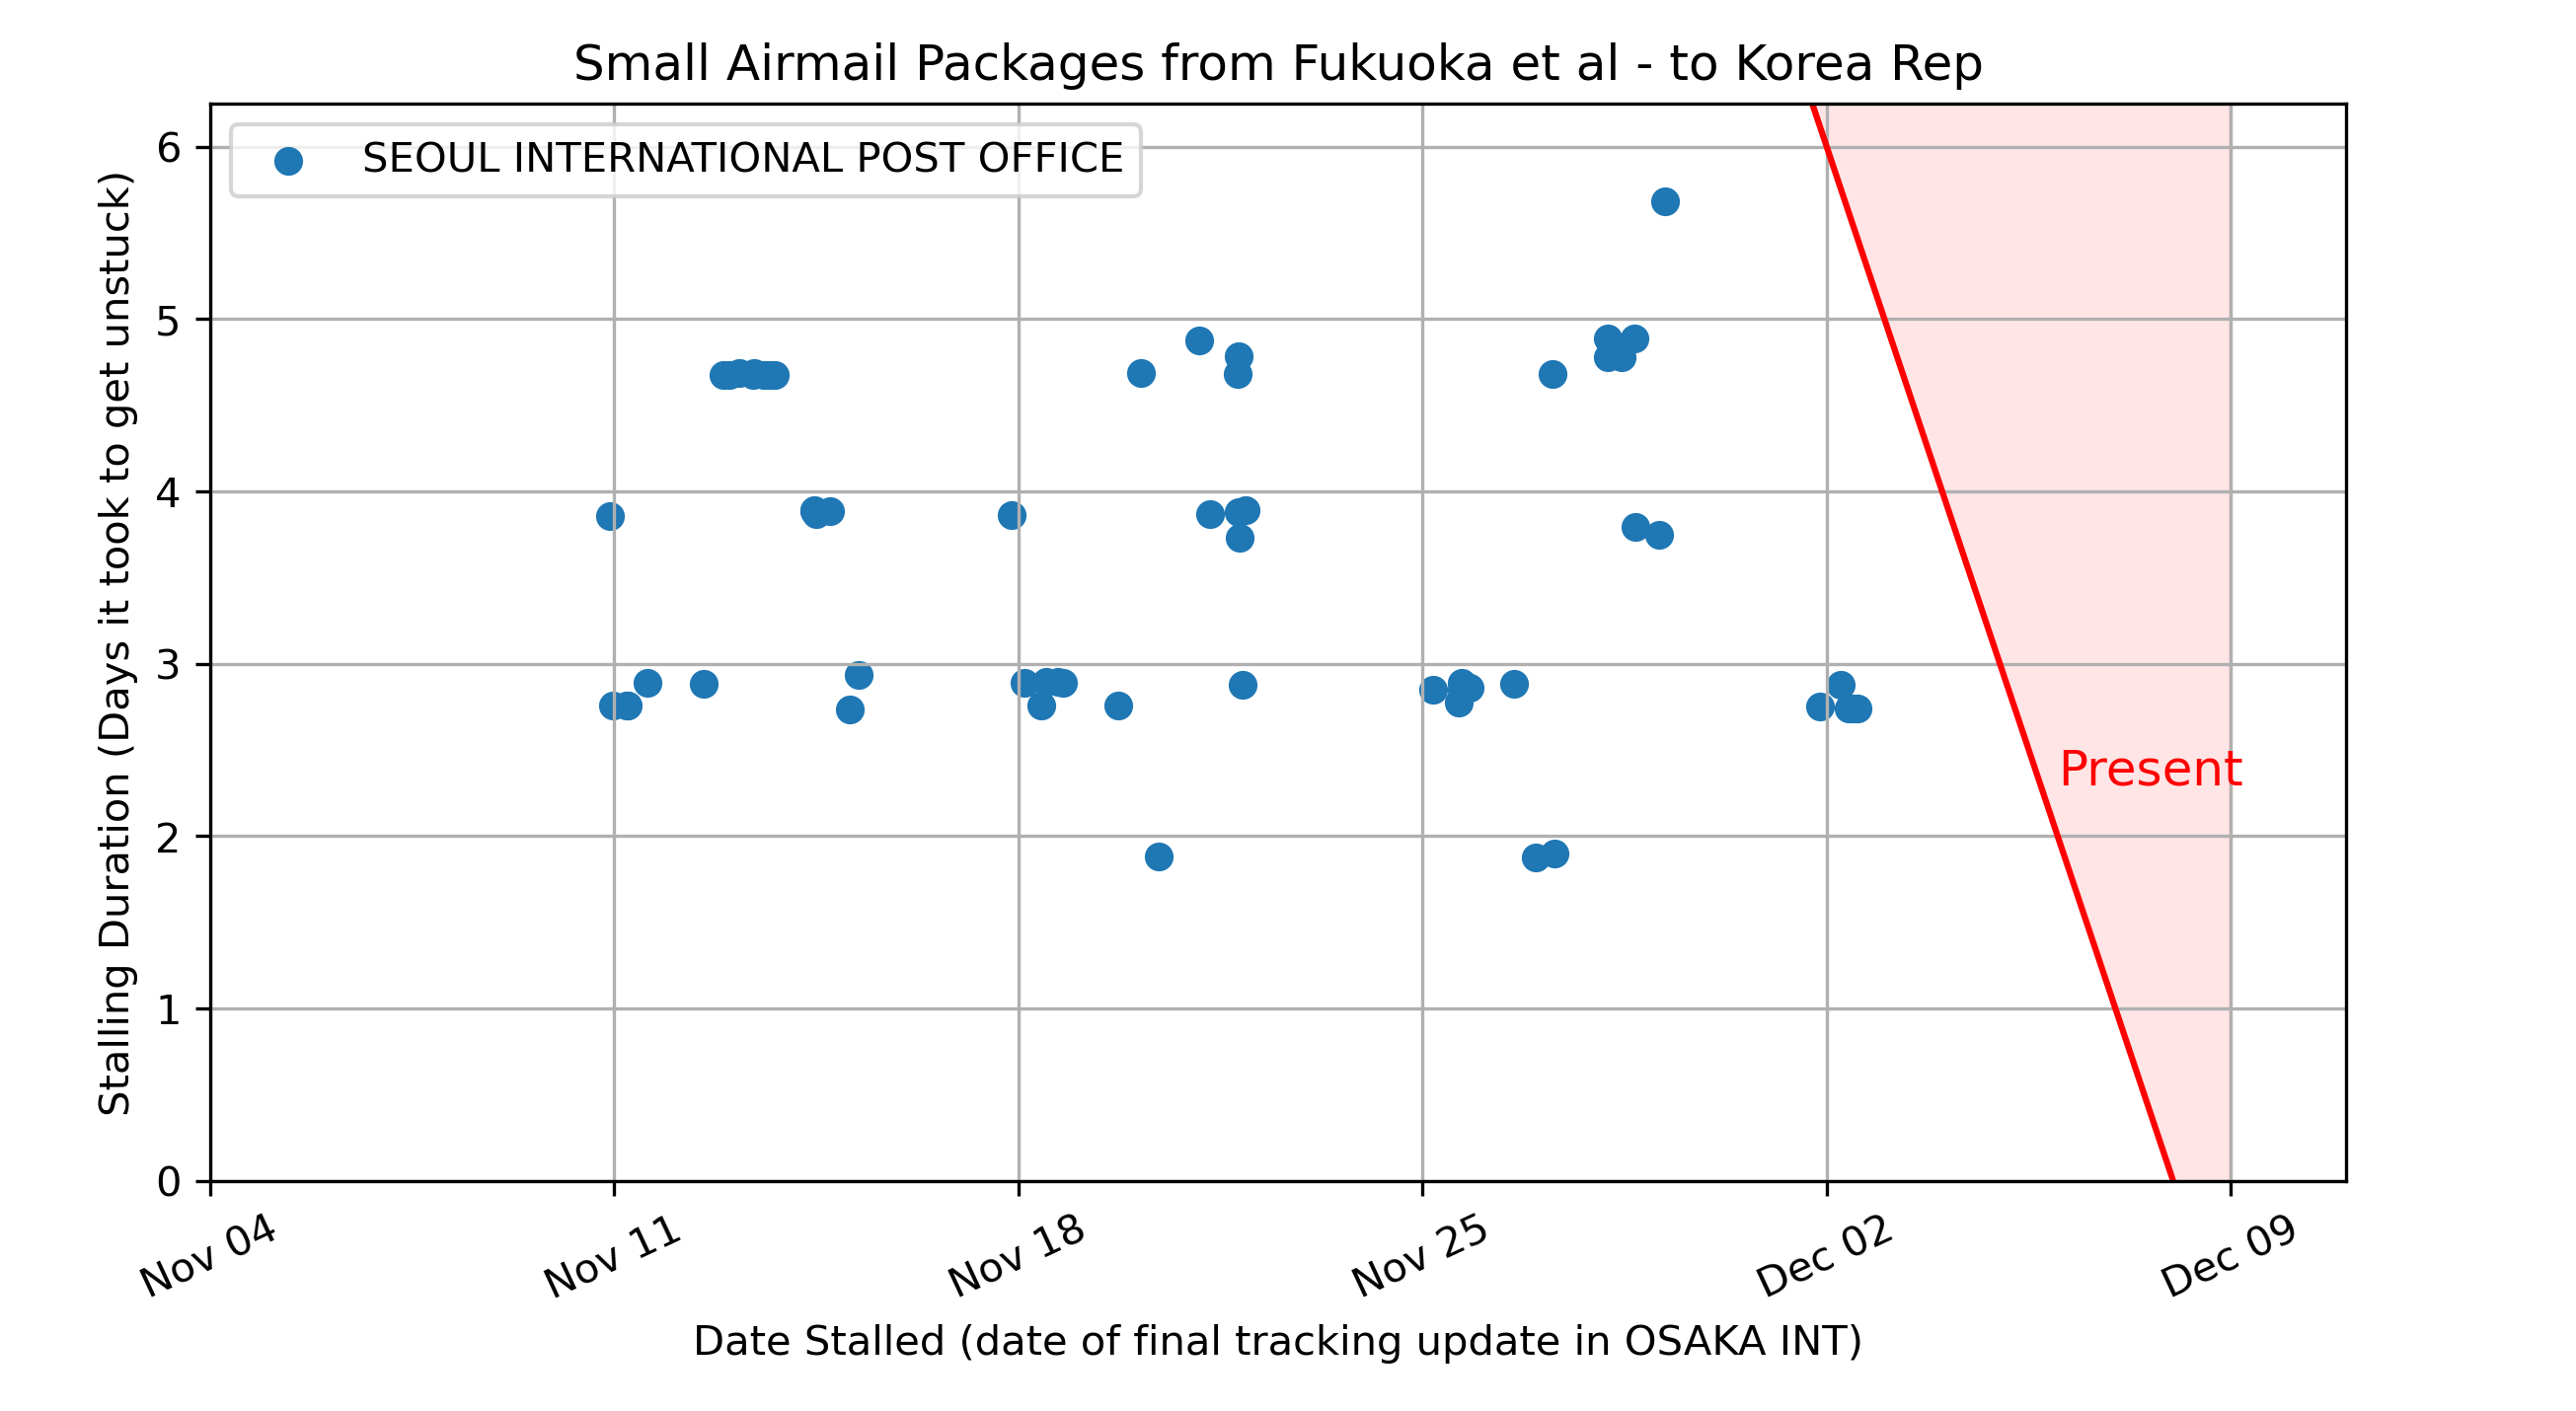 Small Airmail Packages from Fukuoka et al - to Korea Rep
SEOUL INTERNATIONAL POST OFFICE
Stalling Duration (Days it took to get unstuck)
6
5
4
3
2
1
0
Present
Nov 04
Nov 11
Nov 18
Nov 25
Dec 02
Dec 09
Date Stalled (date of final tracking update in OSAKA INT)